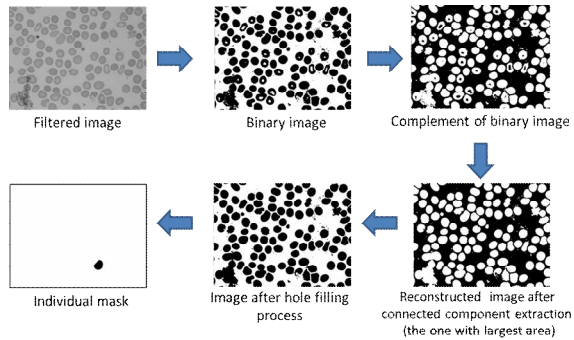 Filtered image
Binary image
Complement of binary image
Individual mask
Image after hole filling
process
Reconstructed image after
connected component extraction
(the one with largest area)